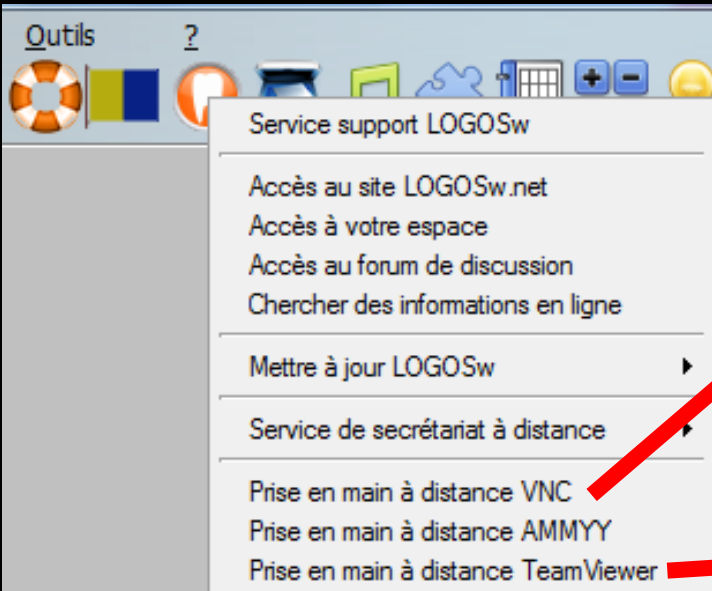 Outils ?
Service support LOGOSw
Accès au site LOGOSw.net
Accès à votre espace
Accès au forum de discussion
Chercher des informations en ligne
Mettre à jour LOGOSw
Service de secrétariat à distance
Prise en main à distance VNC
Prise en main à distance AMMYY
Prise en main à distance TeamViewer